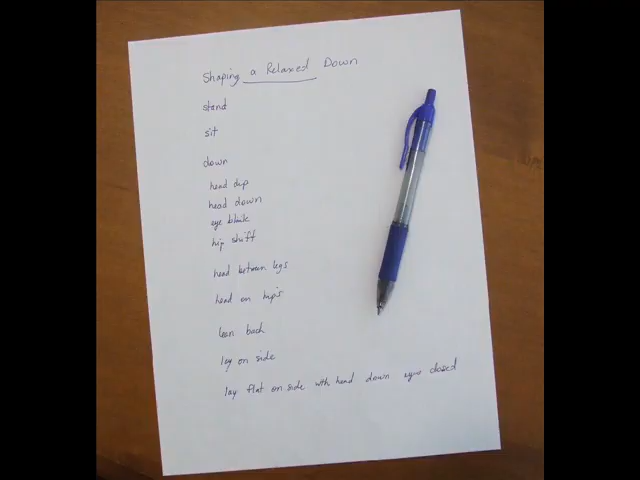 Shaping a Relaxed Down
stand
sit
down
head dip
head down
eye blink
hip shift
head between legs
head on hips
lean back
lay on side
lay flat on side with head down eyes closed